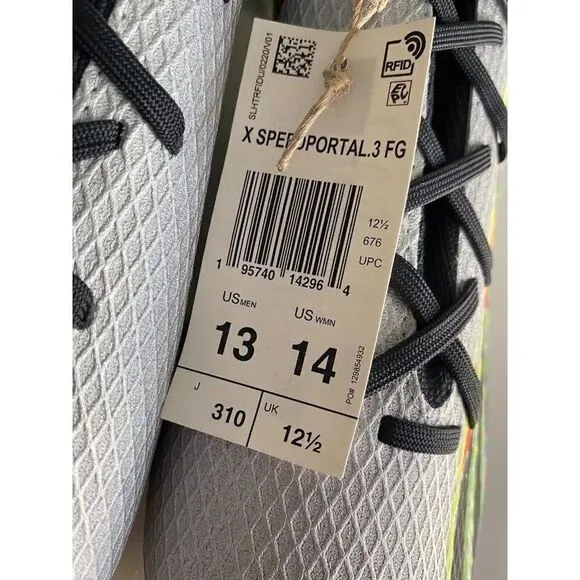 SLHTRFIDU/0220/V01
RFID
X SPEEDPORTAL.3 FG
12½
676
UPC
1 95740 14296 4
US MEN
13
US WMN
14
PO# 129854932
J
310
UK
12½